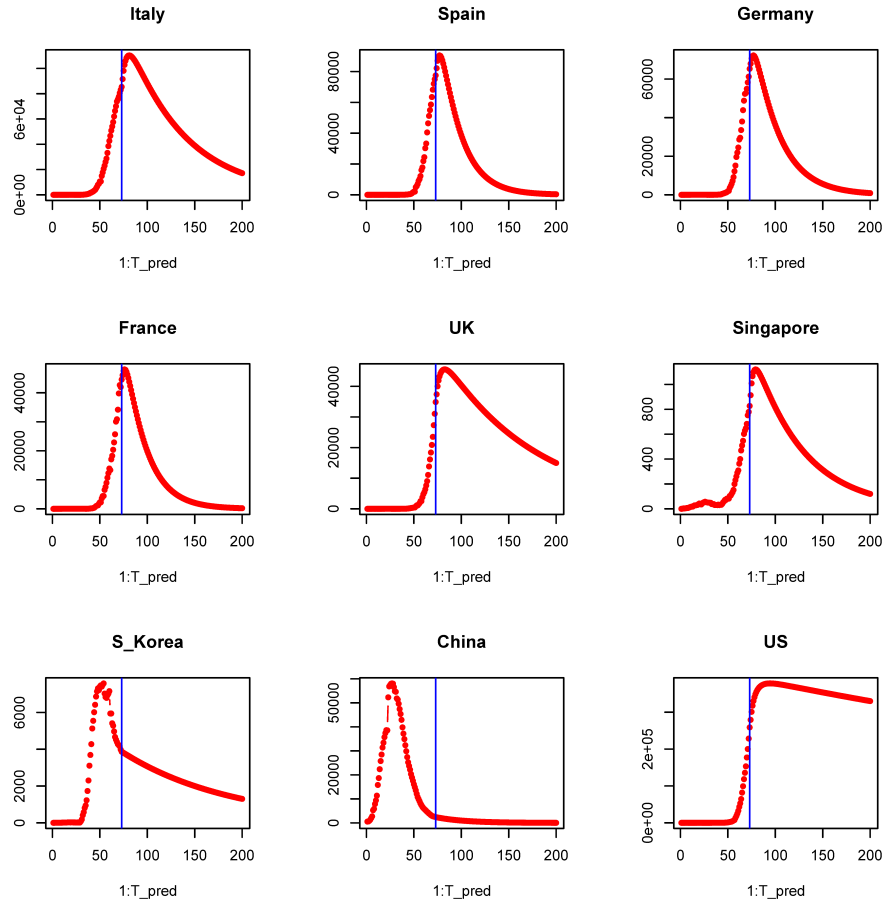 Italy
0e+00 6e+04
0 50 100 150 200
1:T_pred
Spain
0 40000 80000
0 50 100 150 200
1:T_pred
Germany
0 20000 60000
0 50 100 150 200
1:T_pred
France
0 20000 40000
0 50 100 150 200
1:T_pred
UK
0 20000 40000
0 50 100 150 200
1:T_pred
Singapore
0 400 800
0 50 100 150 200
1:T_pred
S_Korea
0 2000 6000
0 50 100 150 200
1:T_pred
China
0 20000 50000
0 50 100 150 200
1:T_pred
US
0e+00 2e+05
0 50 100 150 200
1:T_pred